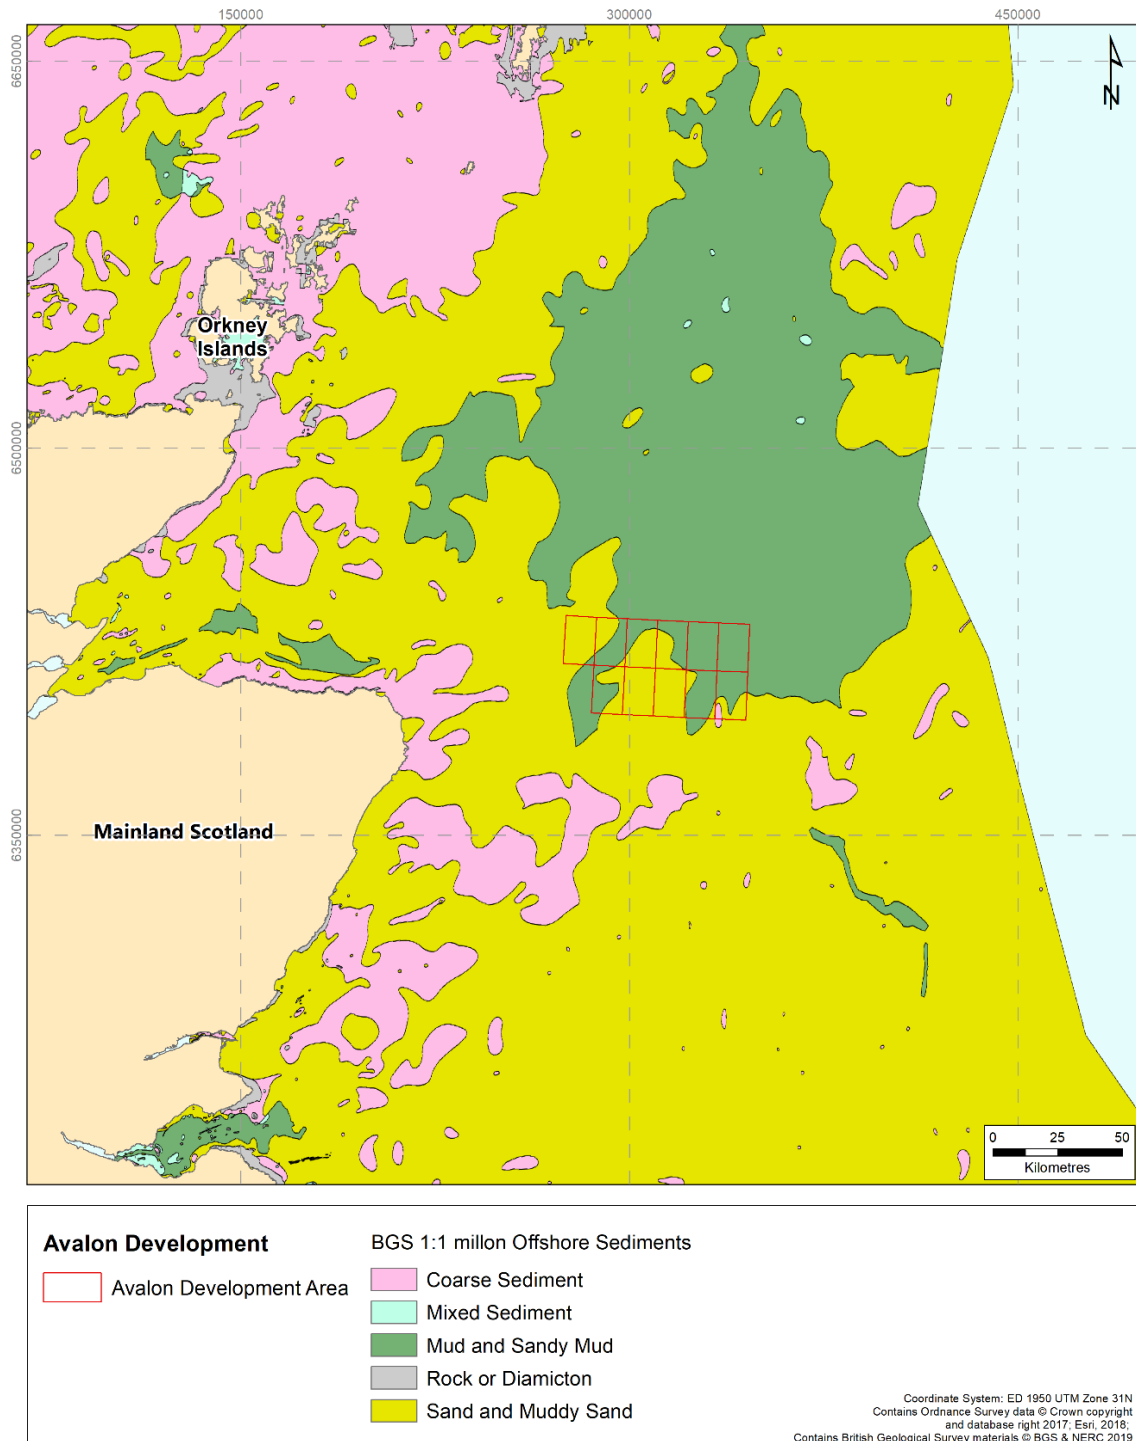 150000
300000
450000
6650000
N
Orkney
Islands
6500000
Mainland Scotland
6350000
0 25 50
Kilometres
Avalon Development
Avalon Development Area
BGS 1:1 millon Offshore Sediments
Coarse Sediment
Mixed Sediment
Mud and Sandy Mud
Rock or Diamicton
Sand and Muddy Sand
Coordinate System: ED 1950 UTM Zone 31N
Contains Ordnance Survey data © Crown copyright
and database right 2017; Esri, 2018;
Contains British Geological Survey materials © BGS & NERC 2019